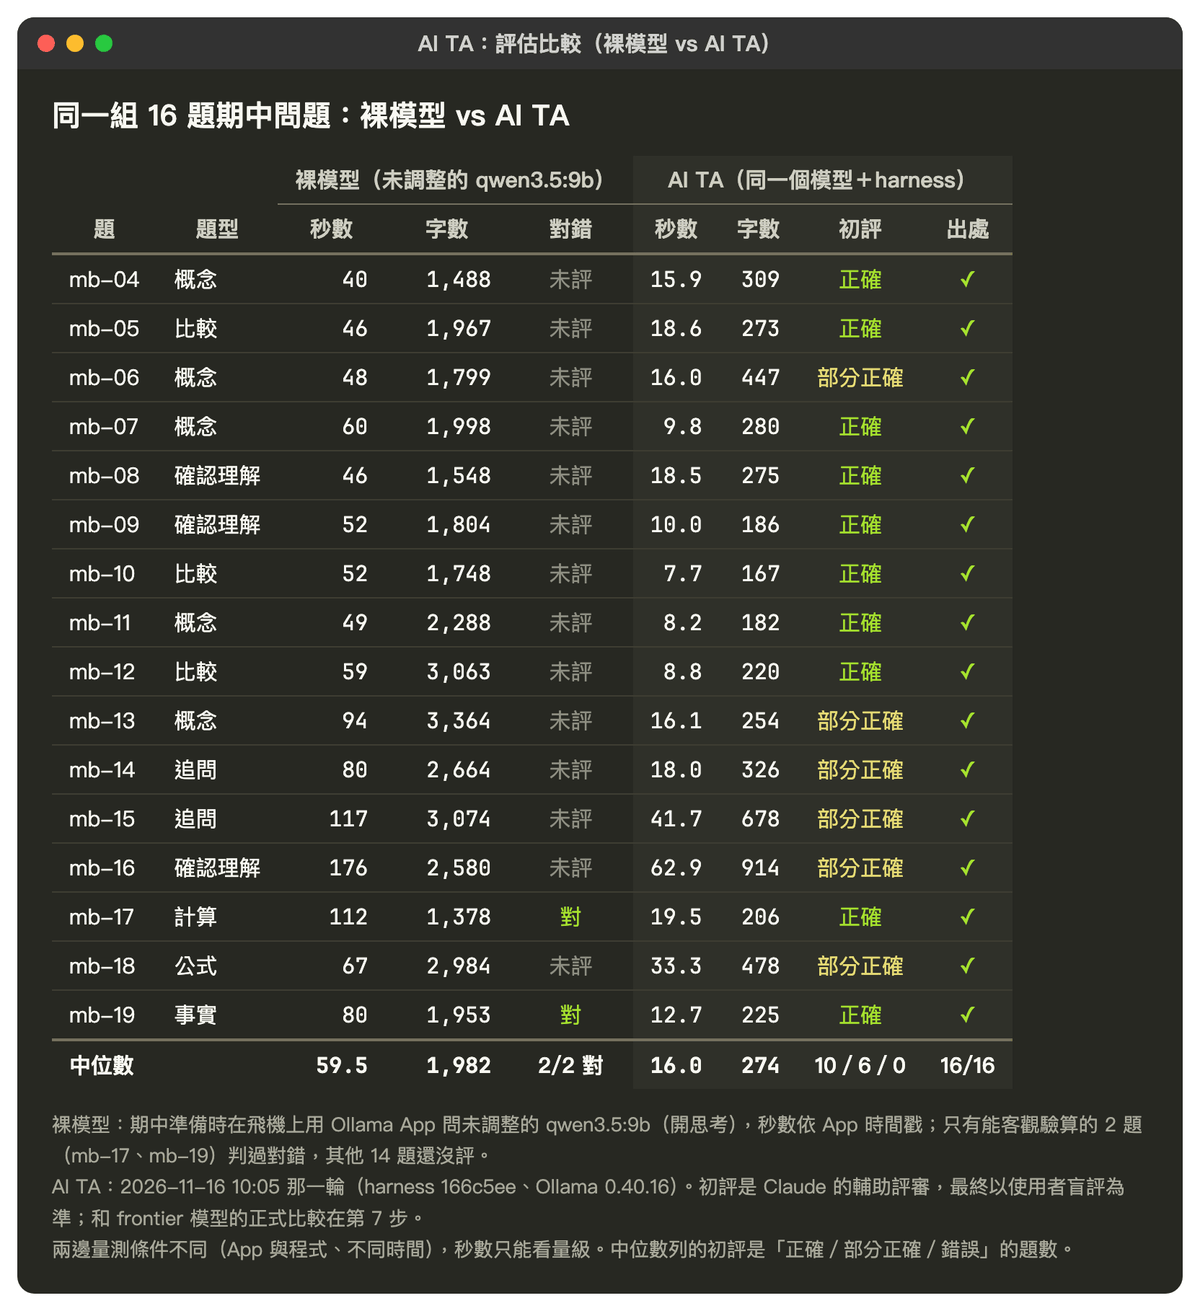 AI TA：評估比較（裸模型 vs AI TA）
同一組 16 題期中問題：裸模型 vs AI TA
裸模型（未調整的 qwen3.5:9b） AI TA（同一個模型＋harness）
題 題型 秒數 字數 對錯 秒數 字數 初評 出處
mb-04 概念 40 1,488 未評 15.9 309 正確 ✓
mb-05 比較 46 1,967 未評 18.6 273 正確 ✓
mb-06 概念 48 1,799 未評 16.0 447 部分正確 ✓
mb-07 概念 60 1,998 未評 9.8 280 正確 ✓
mb-08 確認理解 46 1,548 未評 18.5 275 正確 ✓
mb-09 確認理解 52 1,804 未評 10.0 186 正確 ✓
mb-10 比較 52 1,748 未評 7.7 167 正確 ✓
mb-11 概念 49 2,288 未評 8.2 182 正確 ✓
mb-12 比較 59 3,063 未評 8.8 220 正確 ✓
mb-13 概念 94 3,364 未評 16.1 254 部分正確 ✓
mb-14 追問 80 2,664 未評 18.0 326 部分正確 ✓
mb-15 追問 117 3,074 未評 41.7 678 部分正確 ✓
mb-16 確認理解 176 2,580 未評 62.9 914 部分正確 ✓
mb-17 計算 112 1,378 對 19.5 206 正確 ✓
mb-18 公式 67 2,984 未評 33.3 478 部分正確 ✓
mb-19 事實 80 1,953 對 12.7 225 正確 ✓
中位數 59.5 1,982 2/2 對 16.0 274 10 / 6 / 0 16/16
裸模型：期中準備時在飛機上用 Ollama App 問未調整的 qwen3.5:9b（開思考），秒數依 App 時間戳；只有能客觀驗算的 2 題
（mb-17、mb-19）判過對錯，其他 14 題還沒評。
AI TA：2026-11-16 10:05 那一輪（harness 166c5ee、Ollama 0.40.16）。初評是 Claude 的輔助評審，最終以使用者盲評為
準；和 frontier 模型的正式比較在第 7 步。
兩邊量測條件不同（App 與程式、不同時間），秒數只能看量級。中位數列的初評是「正確 / 部分正確 / 錯誤」的題數。